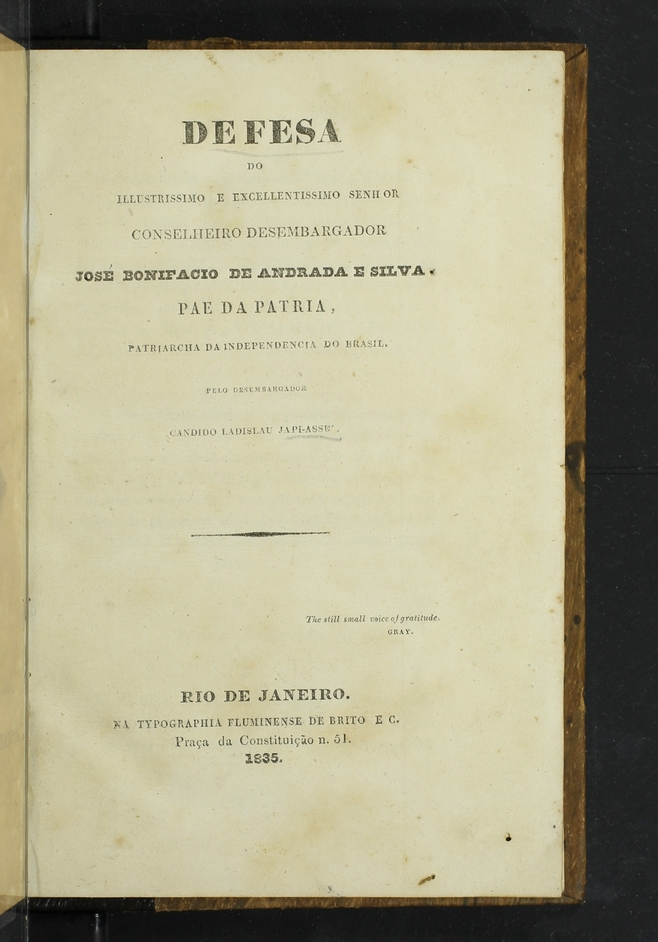 DEFESA
DO
ILLUSTRISSIMO E EXCELLENTISSIMO SENHOR
CONSELHEIRO DESEMBARGADOR
JOSÉ BONIFACIO DE ANDRADA E SILVA.
PAE DA PATRIA,
PATRIARCHA DA INDEPENDENCIA DO BRASIL.
PELO DESEMBARGADOR
CANDIDO LADISLAU JAPI-ASSU'.
The still small voice of gratitude.
GRAY.
RIO DE JANEIRO.
NA TYPOGRAPHIA FLUMINENSE DE BRITO E C.
Praça da Constituição n. 51.
1835.